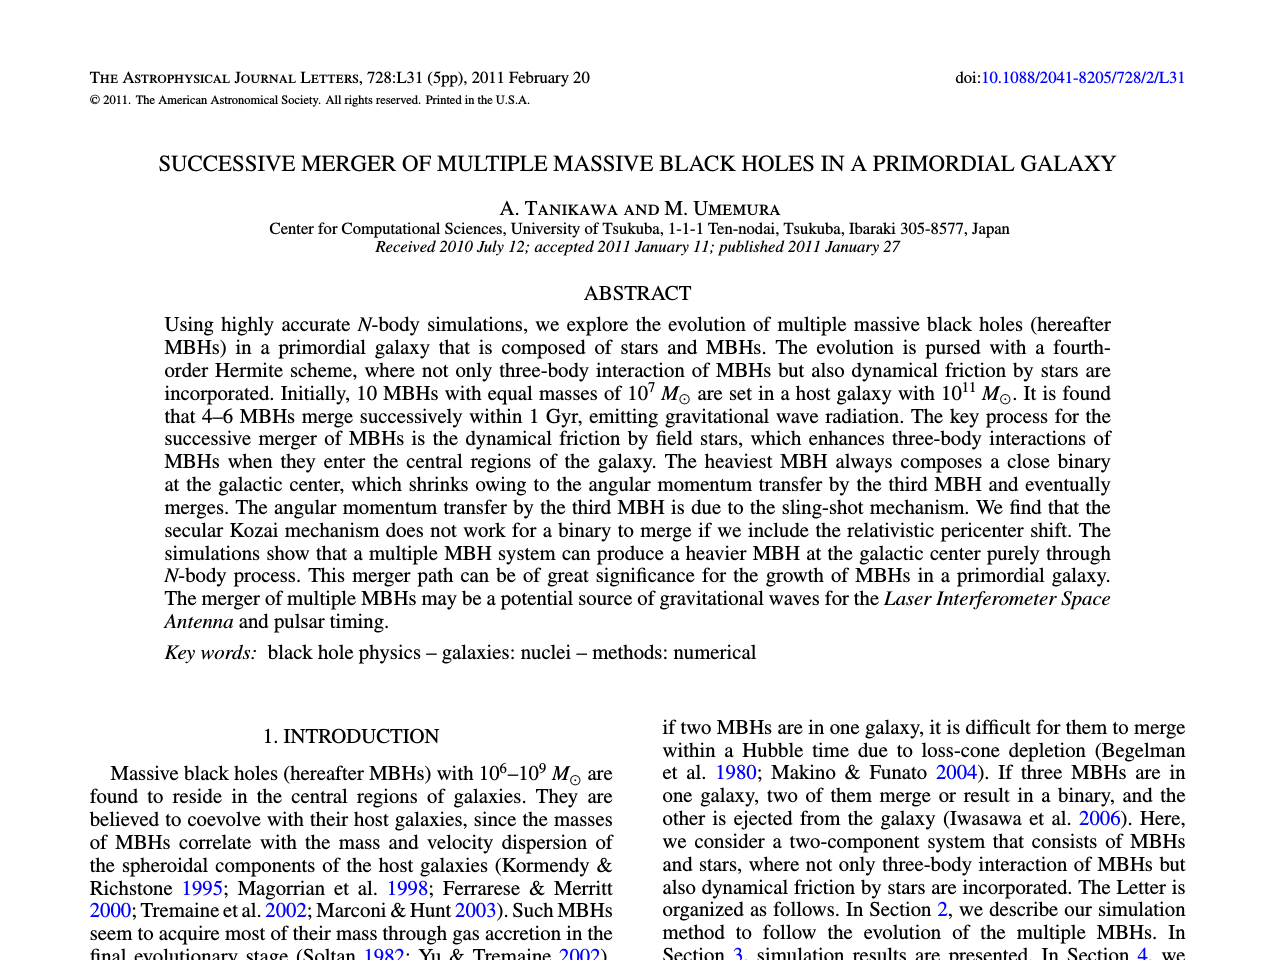 THE ASTROPHYSICAL JOURNAL LETTERS, 728:L31 (5pp), 2011 February 20
doi:10.1088/2041-8205/728/2/L31
© 2011. The American Astronomical Society. All rights reserved. Printed in the U.S.A.
SUCCESSIVE MERGER OF MULTIPLE MASSIVE BLACK HOLES IN A PRIMORDIAL GALAXY
A. TANIKAWA AND M. UMEMURA
Center for Computational Sciences, University of Tsukuba, 1-1-1 Ten-nodai, Tsukuba, Ibaraki 305-8577, Japan
Received 2010 July 12; accepted 2011 January 11; published 2011 January 27
ABSTRACT
Using highly accurate N-body simulations, we explore the evolution of multiple massive black holes (hereafter
MBHs) in a primordial galaxy that is composed of stars and MBHs. The evolution is pursed with a fourth-
order Hermite scheme, where not only three-body interaction of MBHs but also dynamical friction by stars are
incorporated. Initially, 10 MBHs with equal masses of 10⁷ M⊙ are set in a host galaxy with 10¹¹ M⊙. It is found
that 4–6 MBHs merge successively within 1 Gyr, emitting gravitational wave radiation. The key process for the
successive merger of MBHs is the dynamical friction by field stars, which enhances three-body interactions of
MBHs when they enter the central regions of the galaxy. The heaviest MBH always composes a close binary
at the galactic center, which shrinks owing to the angular momentum transfer by the third MBH and eventually
merges. The angular momentum transfer by the third MBH is due to the sling-shot mechanism. We find that the
secular Kozai mechanism does not work for a binary to merge if we include the relativistic pericenter shift. The
simulations show that a multiple MBH system can produce a heavier MBH at the galactic center purely through
N-body process. This merger path can be of great significance for the growth of MBHs in a primordial galaxy.
The merger of multiple MBHs may be a potential source of gravitational waves for the Laser Interferometer Space
Antenna and pulsar timing.
Key words: black hole physics – galaxies: nuclei – methods: numerical
1. INTRODUCTION
Massive black holes (hereafter MBHs) with 10⁶–10⁹ M⊙ are
found to reside in the central regions of galaxies. They are
believed to coevolve with their host galaxies, since the masses
of MBHs correlate with the mass and velocity dispersion of
the spheroidal components of the host galaxies (Kormendy &
Richstone 1995; Magorrian et al. 1998; Ferrarese & Merritt
2000; Tremaine et al. 2002; Marconi & Hunt 2003). Such MBHs
seem to acquire most of their mass through gas accretion in the
final evolutionary stage (Soltan 1982; Yu & Tremaine 2002).
if two MBHs are in one galaxy, it is difficult for them to merge
within a Hubble time due to loss-cone depletion (Begelman
et al. 1980; Makino & Funato 2004). If three MBHs are in
one galaxy, two of them merge or result in a binary, and the
other is ejected from the galaxy (Iwasawa et al. 2006). Here,
we consider a two-component system that consists of MBHs
and stars, where not only three-body interaction of MBHs but
also dynamical friction by stars are incorporated. The Letter is
organized as follows. In Section 2, we describe our simulation
method to follow the evolution of the multiple MBHs. In
Section 3, simulation results are presented. In Section 4, we